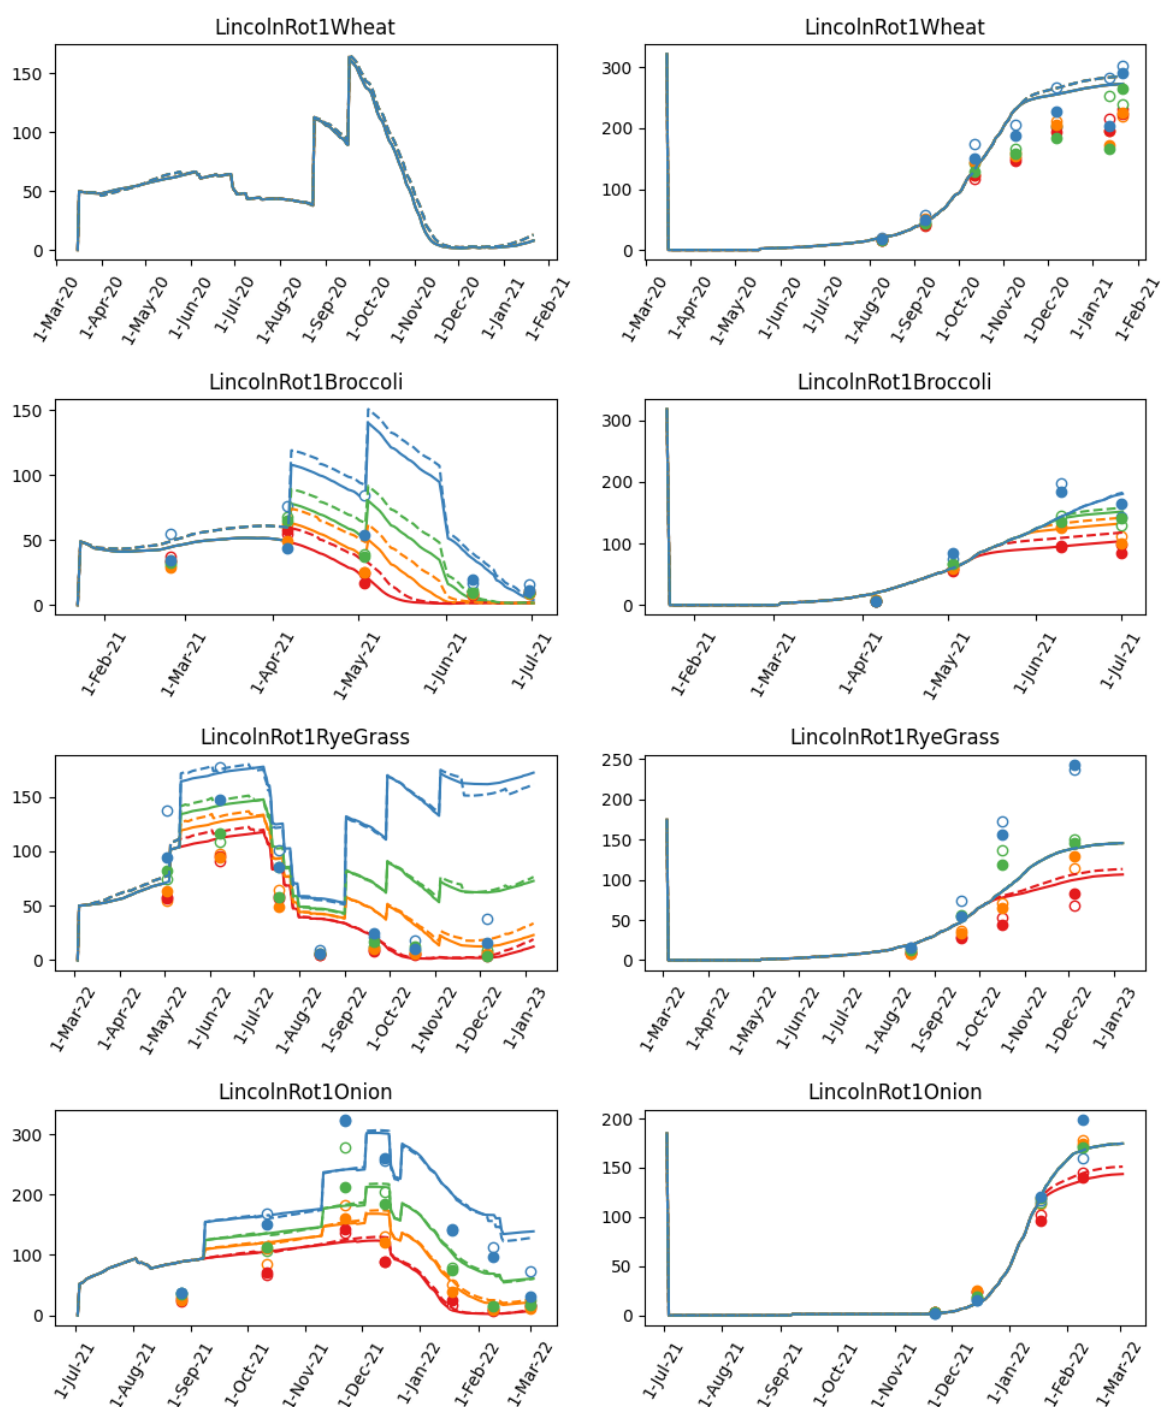 LincolnRot1Wheat LincolnRot1Wheat
150
100
50
0
300
200
100
0
1-Mar-20 1-Apr-20 1-May-20 1-Jun-20 1-Jul-20 1-Aug-20 1-Sep-20 1-Oct-20 1-Nov-20 1-Dec-20 1-Jan-21 1-Feb-21
1-Mar-20 1-Apr-20 1-May-20 1-Jun-20 1-Jul-20 1-Aug-20 1-Sep-20 1-Oct-20 1-Nov-20 1-Dec-20 1-Jan-21 1-Feb-21
LincolnRot1Broccoli LincolnRot1Broccoli
150
100
50
0
300
200
100
0
1-Feb-21 1-Mar-21 1-Apr-21 1-May-21 1-Jun-21 1-Jul-21
1-Feb-21 1-Mar-21 1-Apr-21 1-May-21 1-Jun-21 1-Jul-21
LincolnRot1RyeGrass LincolnRot1RyeGrass
150
100
50
0
250
200
150
100
50
0
1-Mar-22 1-Apr-22 1-May-22 1-Jun-22 1-Jul-22 1-Aug-22 1-Sep-22 1-Oct-22 1-Nov-22 1-Dec-22 1-Jan-23
1-Mar-22 1-Apr-22 1-May-22 1-Jun-22 1-Jul-22 1-Aug-22 1-Sep-22 1-Oct-22 1-Nov-22 1-Dec-22 1-Jan-23
LincolnRot1Onion LincolnRot1Onion
300
200
100
0
200
150
100
50
0
1-Jul-21 1-Aug-21 1-Sep-21 1-Oct-21 1-Nov-21 1-Dec-21 1-Jan-22 1-Feb-22 1-Mar-22
1-Jul-21 1-Aug-21 1-Sep-21 1-Oct-21 1-Nov-21 1-Dec-21 1-Jan-22 1-Feb-22 1-Mar-22